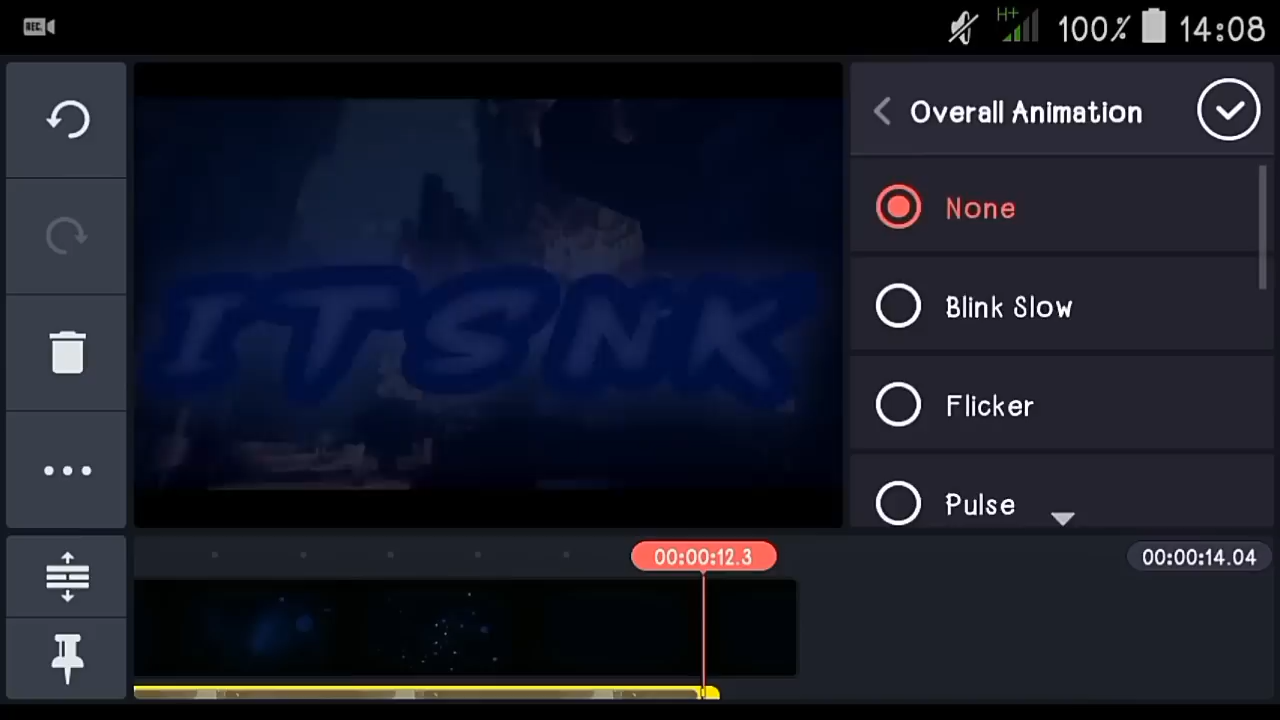 REC
H+
100% 14:08
Overall Animation
None
Blink Slow
Flicker
Pulse
ITSNK
00:00:12.3
00:00:14.04